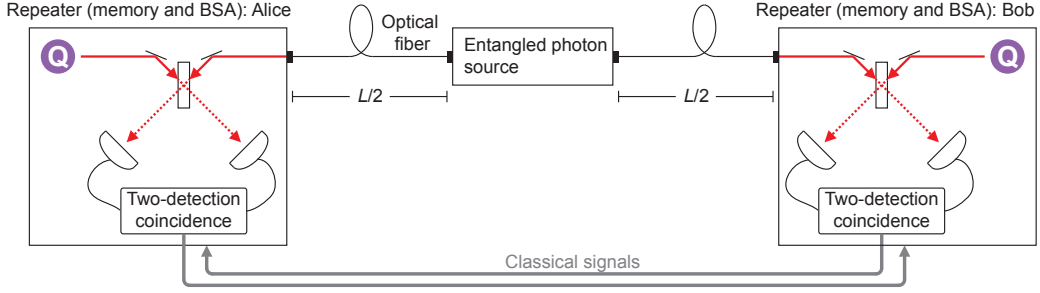 Repeater (memory and BSA): Alice
Repeater (memory and BSA): Bob
Q
Optical
fiber
Entangled photon
source
Q
L/2
L/2
Two-detection
coincidence
Two-detection
coincidence
Classical signals